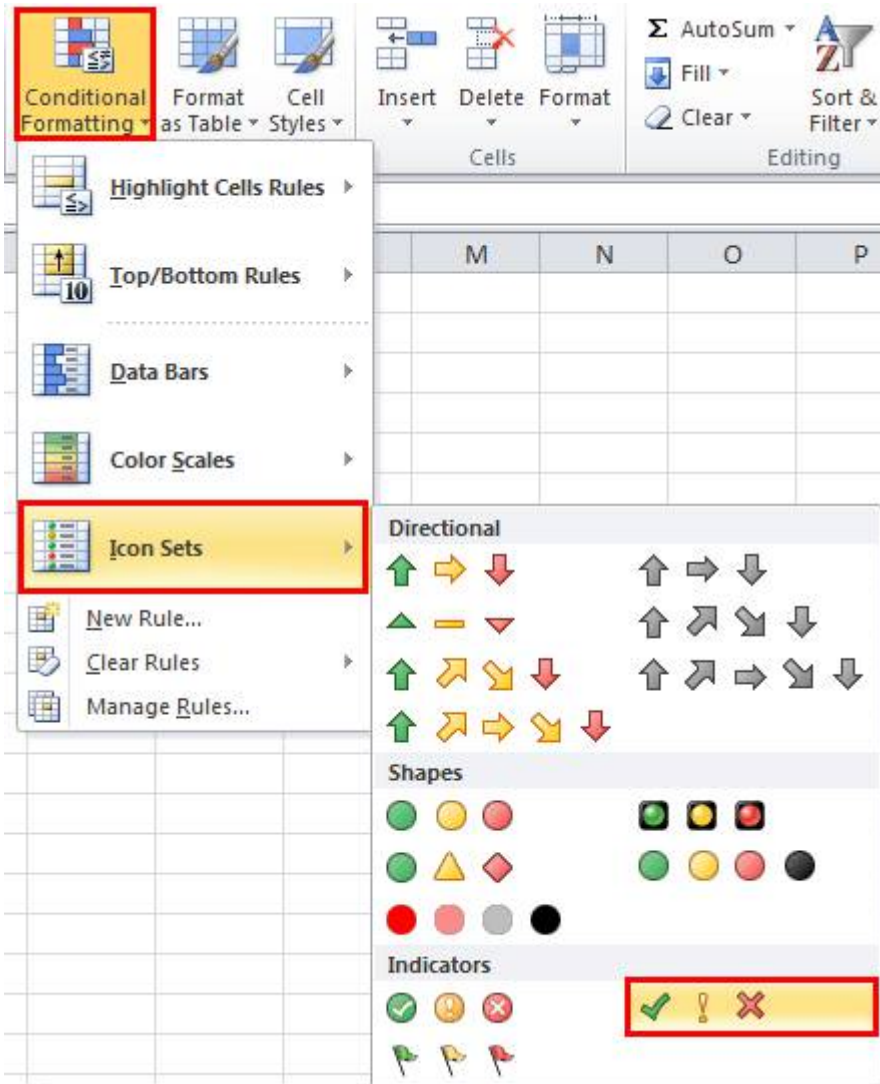 Σ AutoSum
Fill
Clear
Conditional Formatting
Format as Table
Cell Styles
Insert
Delete
Format
Sort & Filter
Cells
Editing
Highlight Cells Rules
M N O P
Top/Bottom Rules
10
Data Bars
Color Scales
Icon Sets
New Rule...
Clear Rules
Manage Rules...
Directional
Shapes
Indicators